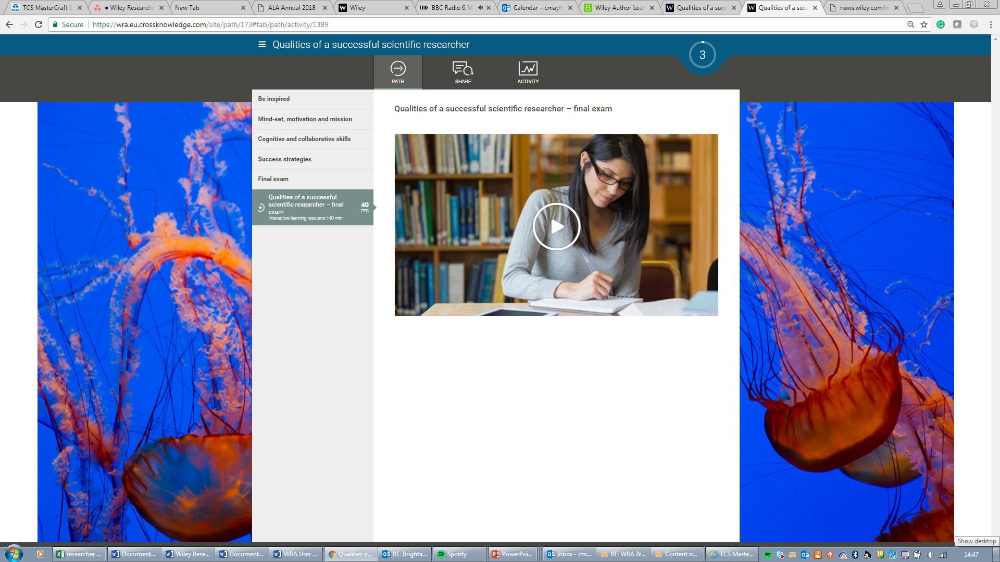 TCS MasterCraft S
● Wiley Researche
New Tab
ALA Annual 2018
W Wiley
BBC BBC Radio 6 M
Calendar – cmayn
B Wiley Author Lear
W Qualities of a succ
W Qualities of a succ
news.wiley.com/w
Secure
https://wra.eu.crossknowledge.com/site/path/173#tab/path/activity/1389
Qualities of a successful scientific researcher
3
PATH
SHARE
ACTIVITY
Be inspired
Mind-set, motivation and mission
Cognitive and collaborative skills
Success strategies
Final exam
Qualities of a successful
scientific researcher – final
exam
Interactive learning resource | 40 min
40
PTS
Qualities of a successful scientific researcher – final exam
Show desktop
researcher ...
Document...
Wiley Rese...
Document...
WRA User ...
Qualities o...
RE: Brighta...
Spotify
PowerPoi...
Inbox - cm...
RE: WRA &...
Content n...
TCS Maste...
14:47